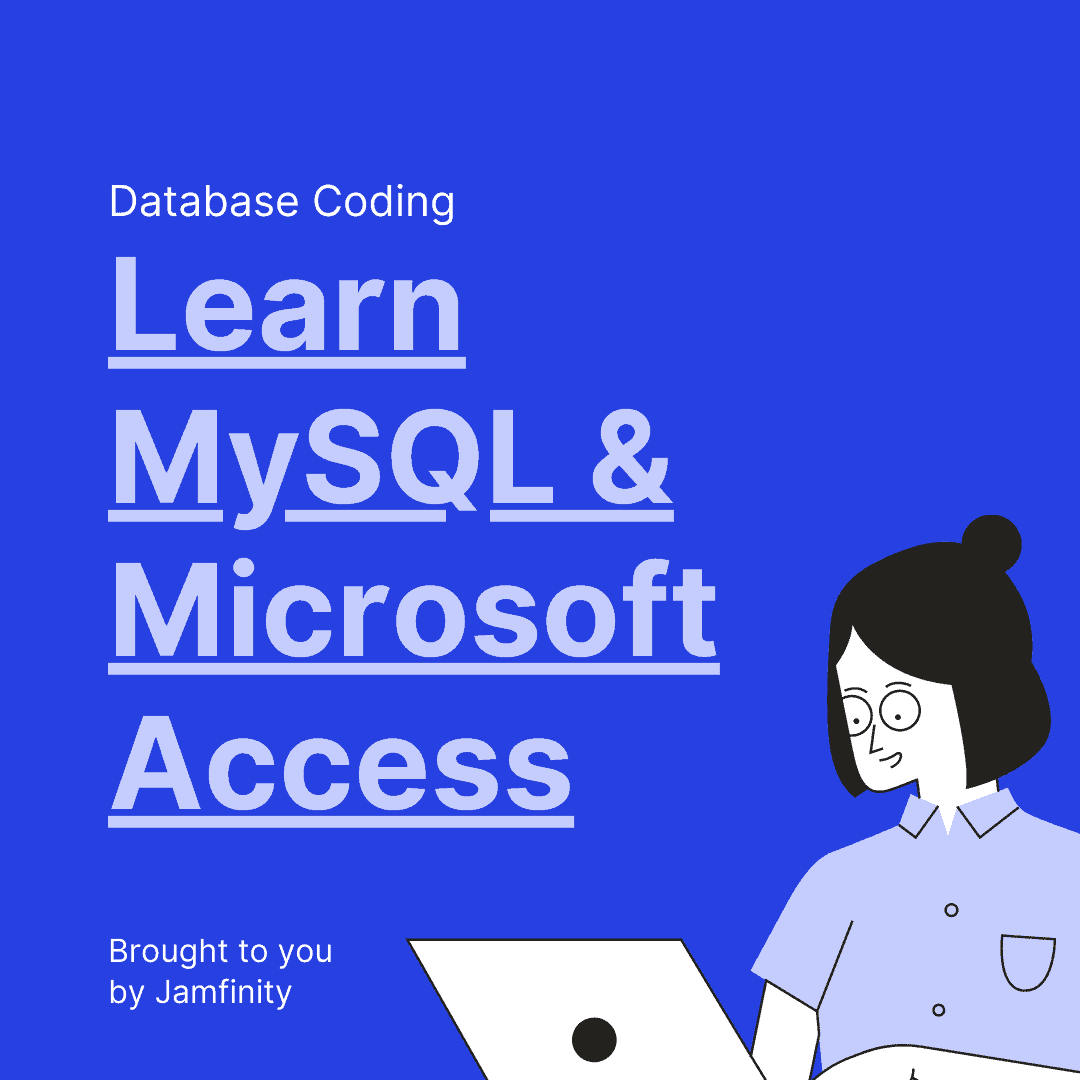 Database Coding
Learn
MySQL &
Microsoft
Access
Brought to you
by Jamfinity